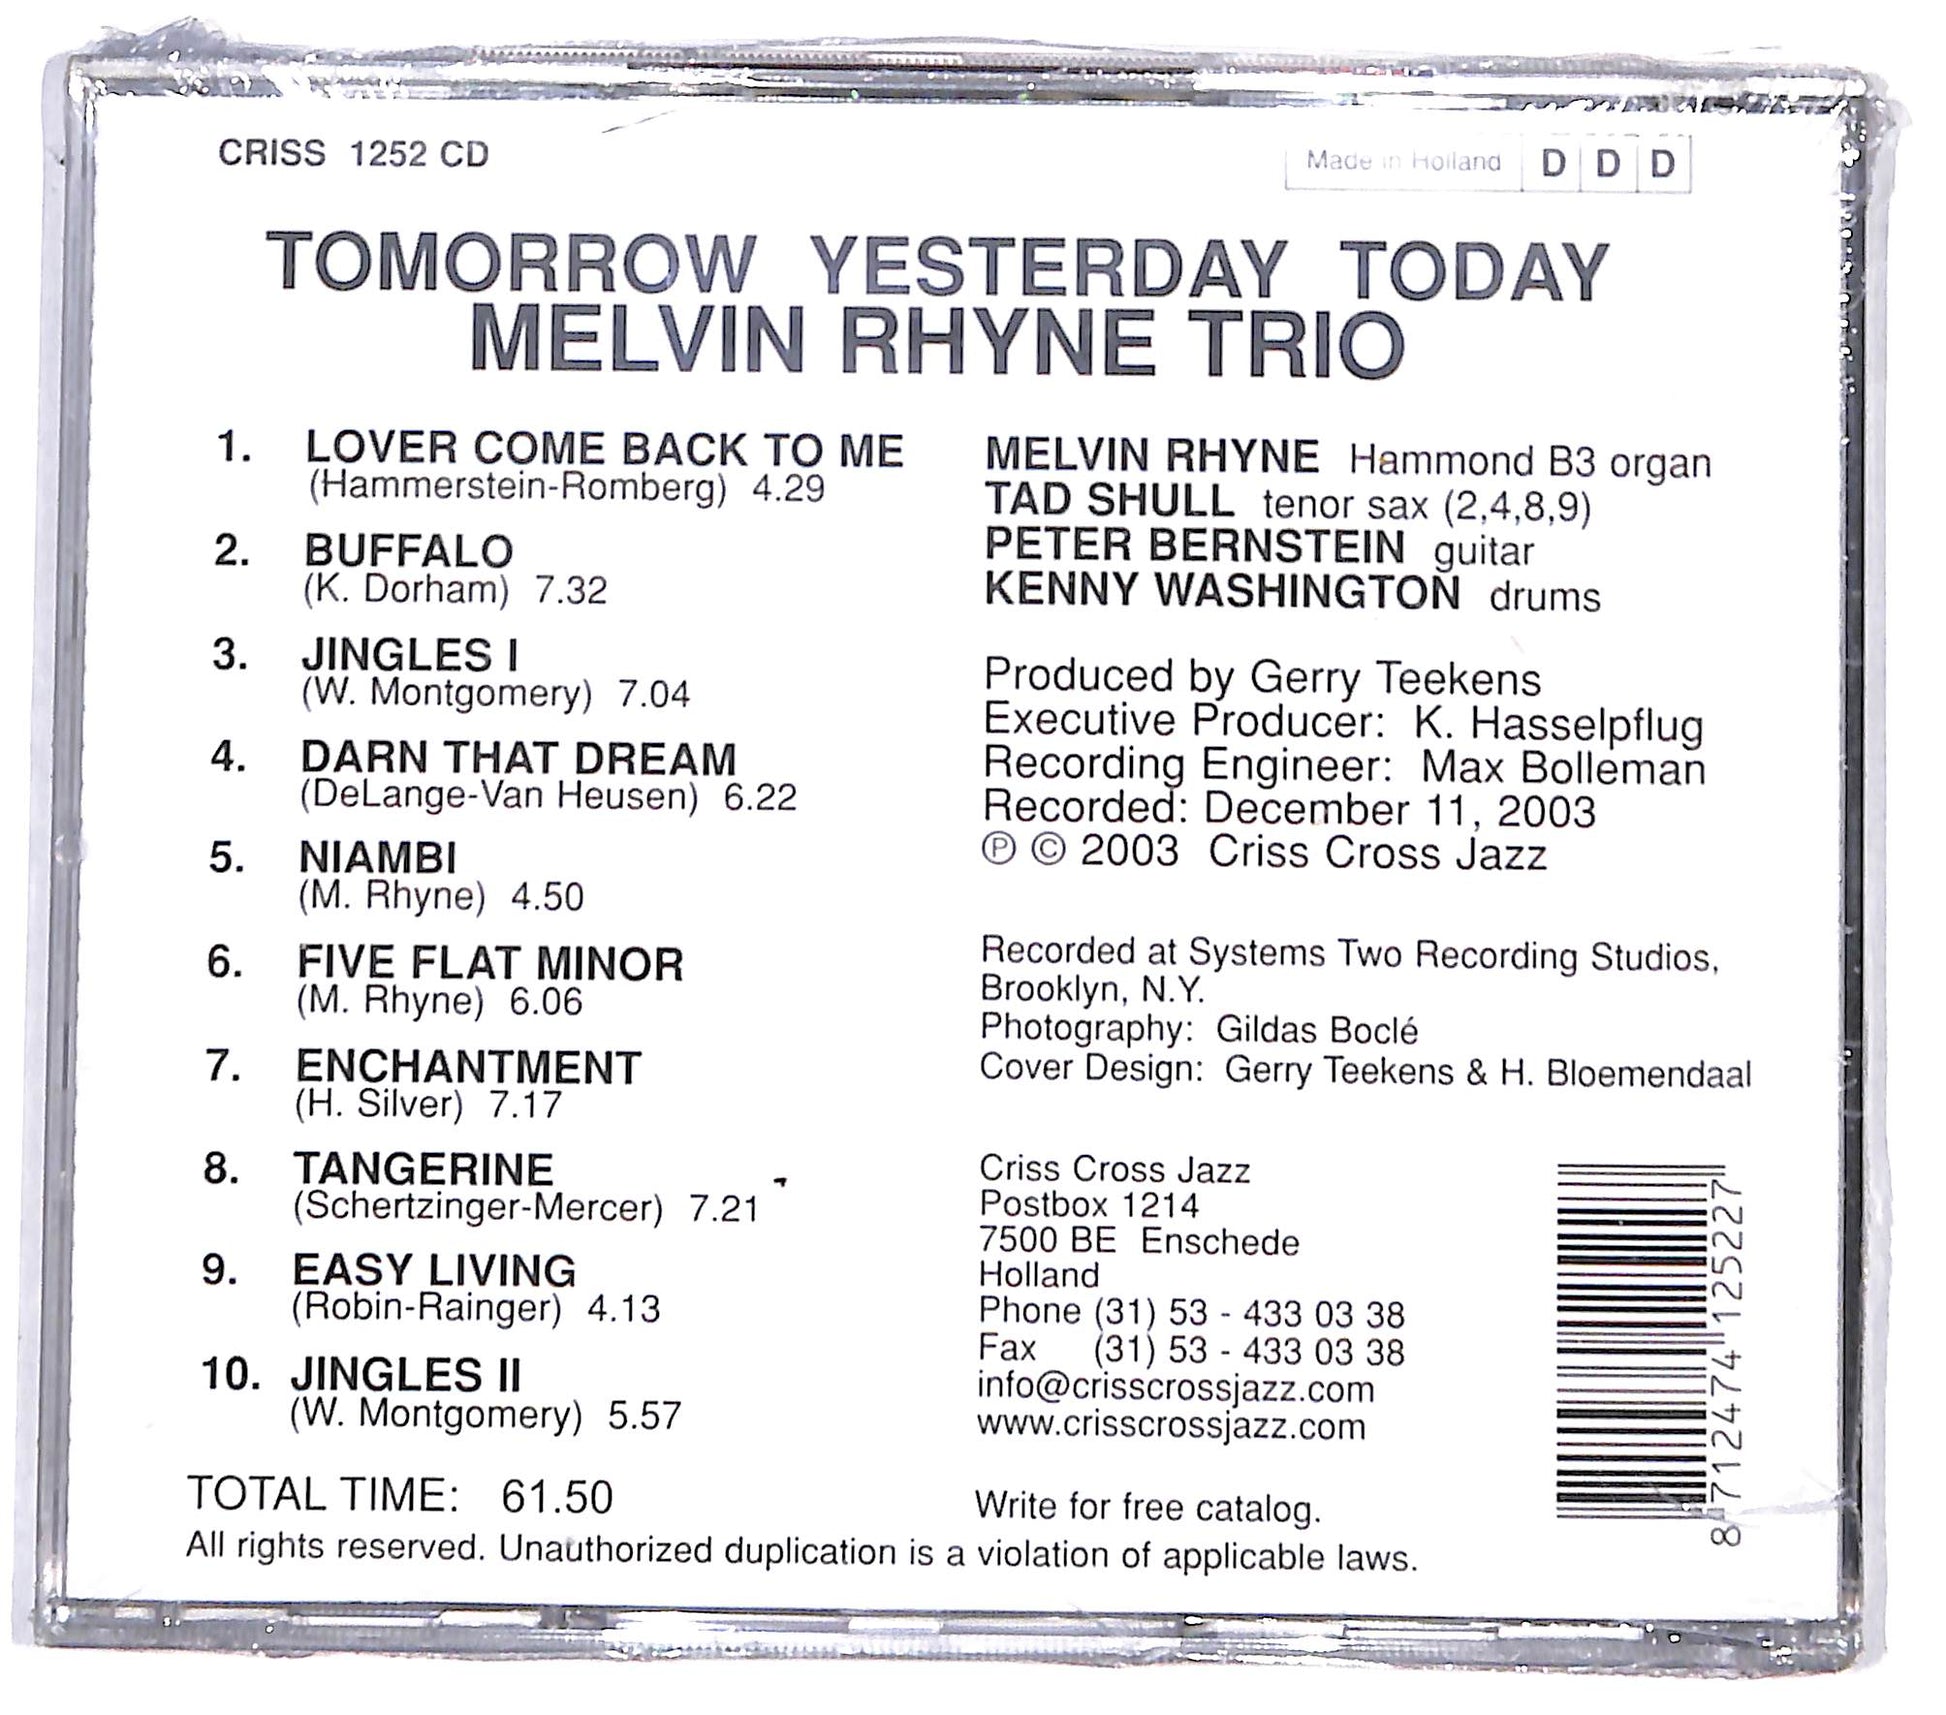 CRISS 1252 CD
Made in Holland D D D
TOMORROW YESTERDAY TODAY
MELVIN RHYNE TRIO
1. LOVER COME BACK TO ME
(Hammerstein-Romberg) 4.29
2. BUFFALO
(K. Dorham) 7.32
3. JINGLES I
(W. Montgomery) 7.04
4. DARN THAT DREAM
(DeLange-Van Heusen) 6.22
5. NIAMBI
(M. Rhyne) 4.50
6. FIVE FLAT MINOR
(M. Rhyne) 6.06
7. ENCHANTMENT
(H. Silver) 7.17
8. TANGERINE
(Schertzinger-Mercer) 7.21
9. EASY LIVING
(Robin-Rainger) 4.13
10. JINGLES II
(W. Montgomery) 5.57
TOTAL TIME: 61.50
MELVIN RHYNE Hammond B3 organ
TAD SHULL tenor sax (2,4,8,9)
PETER BERNSTEIN guitar
KENNY WASHINGTON drums
Produced by Gerry Teekens
Executive Producer: K. Hasselpflug
Recording Engineer: Max Bolleman
Recorded: December 11, 2003
℗ © 2003 Criss Cross Jazz
Recorded at Systems Two Recording Studios,
Brooklyn, N.Y.
Photography: Gildas Boclé
Cover Design: Gerry Teekens & H. Bloemendaal
Criss Cross Jazz
Postbox 1214
7500 BE Enschede
Holland
Phone (31) 53 - 433 03 38
Fax (31) 53 - 433 03 38
info@crisscrossjazz.com
www.crisscrossjazz.com
Write for free catalog.
8 712474 125227
All rights reserved. Unauthorized duplication is a violation of applicable laws.